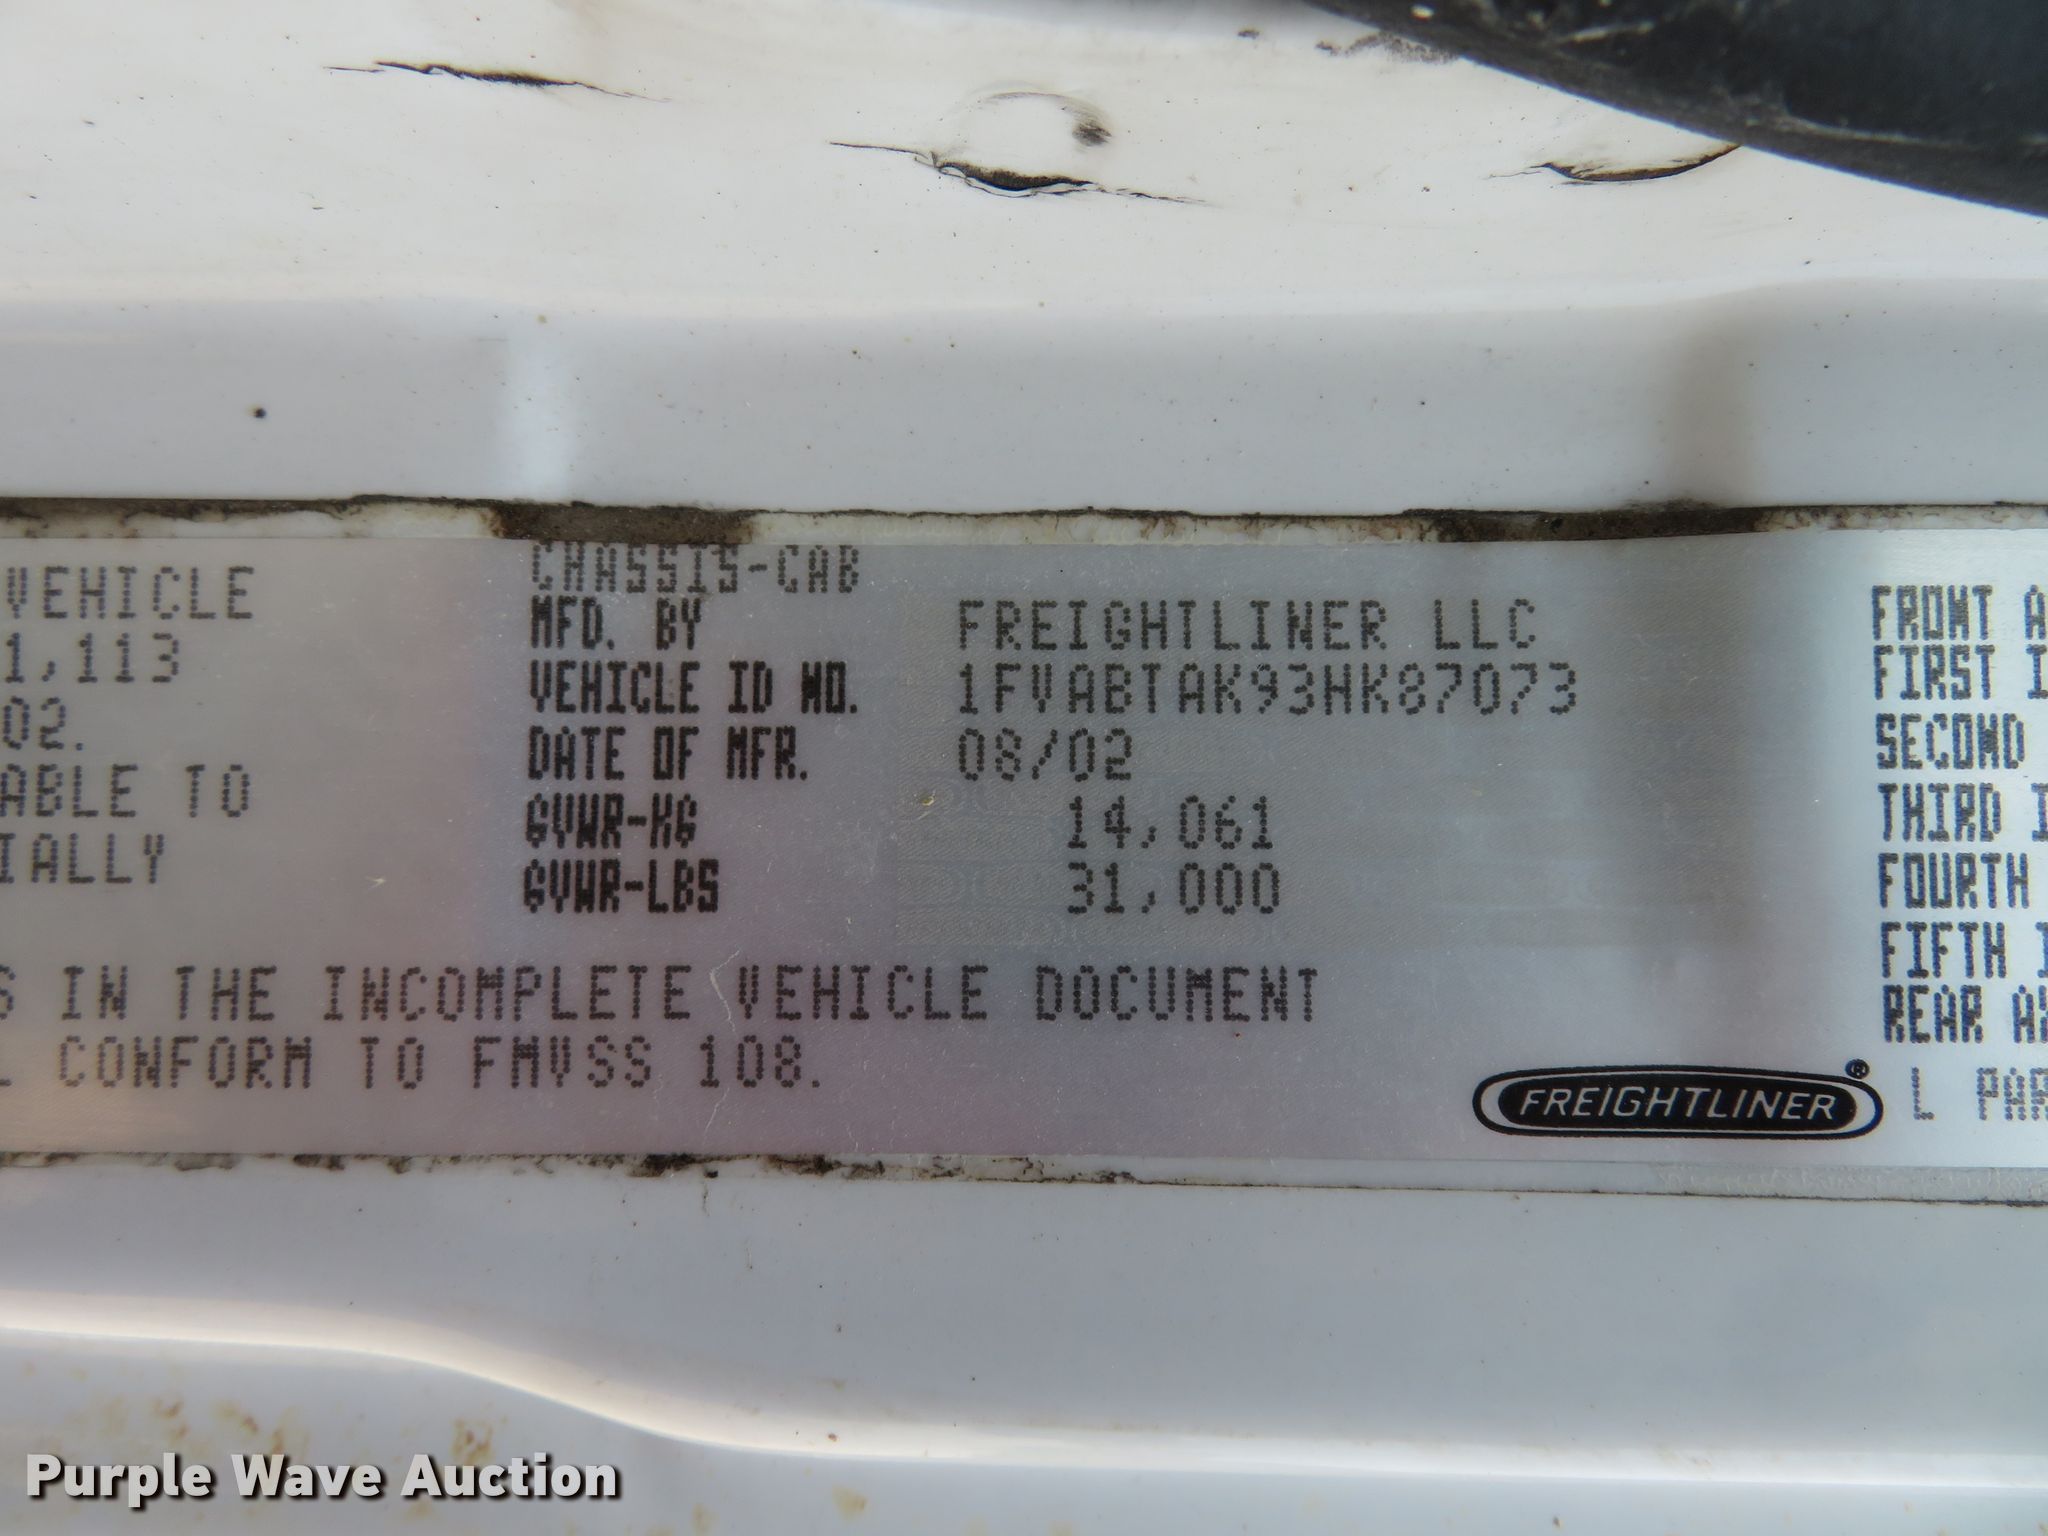 VEHICLE
1,113
02.
ABLE TO
IALLY
S IN THE INCOMPLETE VEHICLE DOCUMENT
. CONFORM TO FMVSS 108.
CHASSIS-CAB
MFD. BY FREIGHTLINER LLC
VEHICLE ID NO. 1FVABTAK93HK87073
DATE OF MFR. 08/02
GVWR-KG 14,061
GVWR-LBS 31,000
FREIGHTLINER®
FRONT A
FIRST I
SECOND
THIRD I
FOURTH
FIFTH I
REAR AX
L PAR
Purple Wave Auction